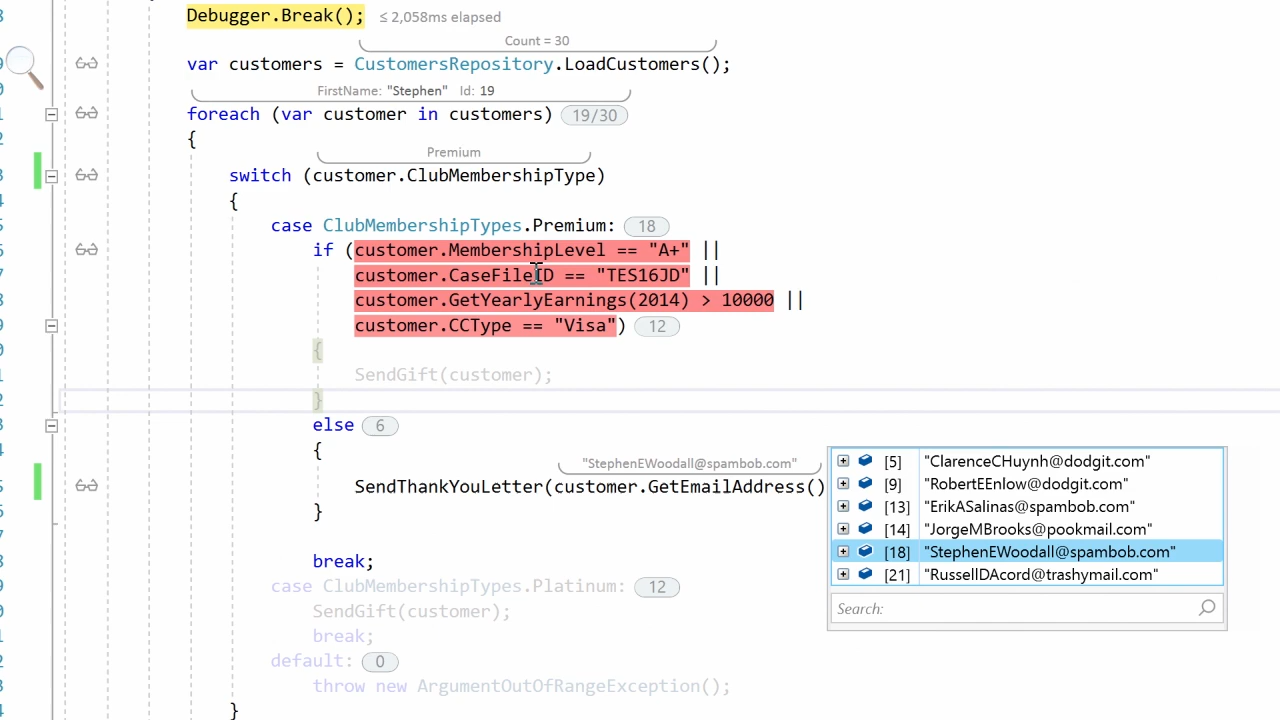 Debugger.Break(); ≤ 2,058ms elapsed
Count = 30
var customers = CustomersRepository.LoadCustomers();
FirstName: "Stephen" Id: 19
foreach (var customer in customers) 19/30
{
Premium
switch (customer.ClubMembershipType)
{
case ClubMembershipTypes.Premium: 18
if (customer.MembershipLevel == "A+" ||
customer.CaseFileID == "TES16JD" ||
customer.GetYearlyEarnings(2014) > 10000 ||
customer.CCType == "Visa") 12
{
SendGift(customer);
}
else 6
{
"StephenEWoodall@spambob.com"
SendThankYouLetter(customer.GetEmailAddress()
}
break;
case ClubMembershipTypes.Platinum: 12
SendGift(customer);
break;
default: 0
throw new ArgumentOutOfRangeException();
}
[5] "ClarenceCHuynh@dodgit.com"
[9] "RobertEEnlow@dodgit.com"
[13] "ErikASalinas@spambob.com"
[14] "JorgeMBrooks@pookmail.com"
[18] "StephenEWoodall@spambob.com"
[21] "RussellDAcord@trashymail.com"
Search: